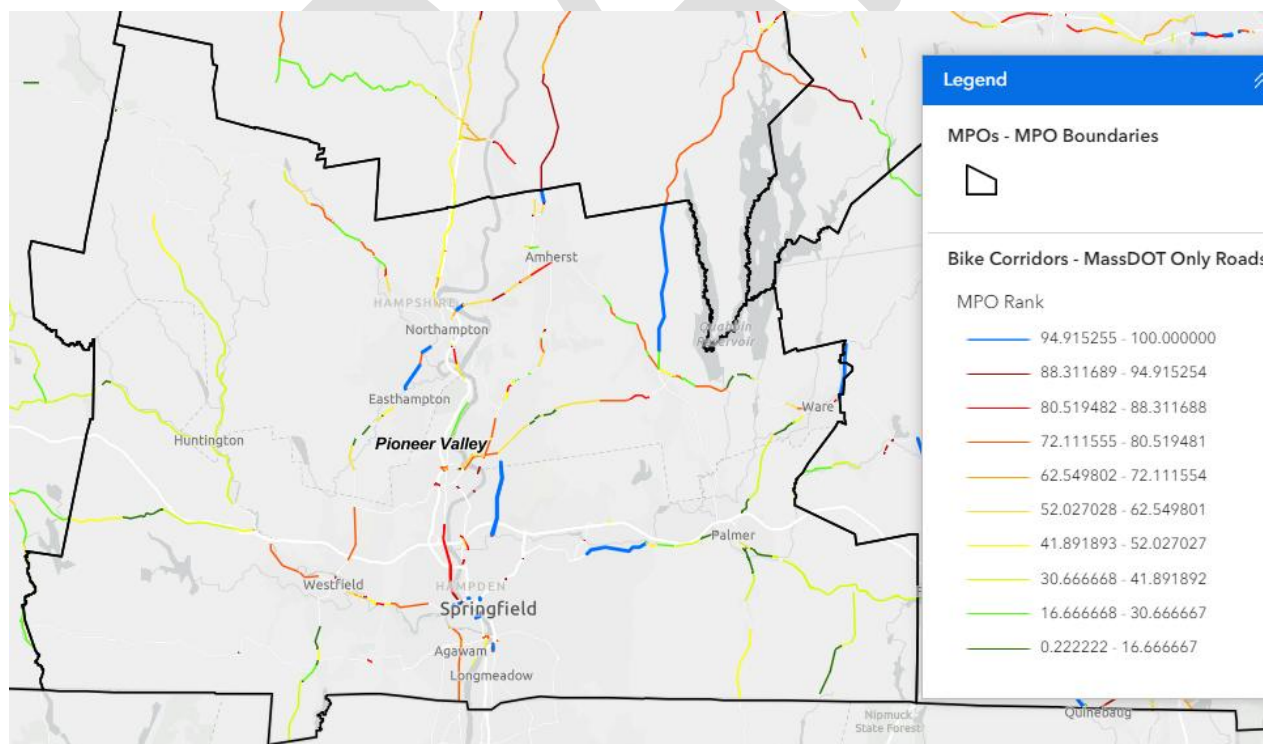 Legend
MPOs - MPO Boundaries
Bike Corridors - MassDOT Only Roads
MPO Rank
94.915255 - 100.000000
88.311689 - 94.915254
80.519482 - 88.311688
72.111555 - 80.519481
62.549802 - 72.111554
52.027028 - 62.549801
41.891893 - 52.027027
30.666668 - 41.891892
16.666668 - 30.666667
0.222222 - 16.666667
Amherst
HAMPSHIRE
Northampton
Quabbin
Reservoir
Easthampton
Ware
Huntington
Pioneer Valley
Palmer
Westfield
HAMPDEN
Springfield
Agawam
Longmeadow
Nipmuck
State Forest
Quinebaug